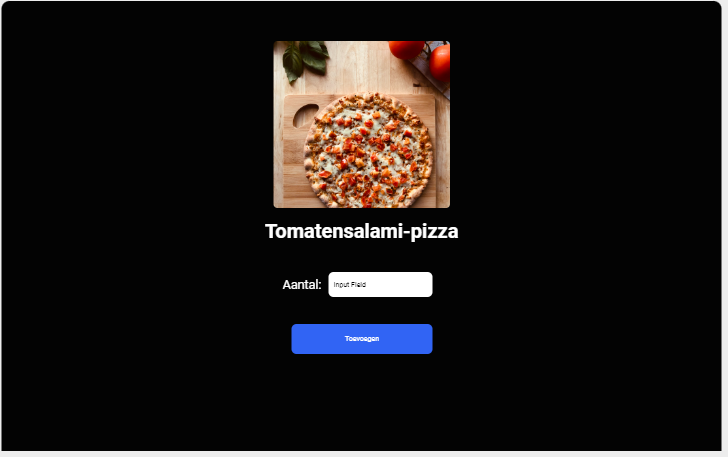 Tomatensalami-pizza
Aantal:
Input Field
Toevoegen